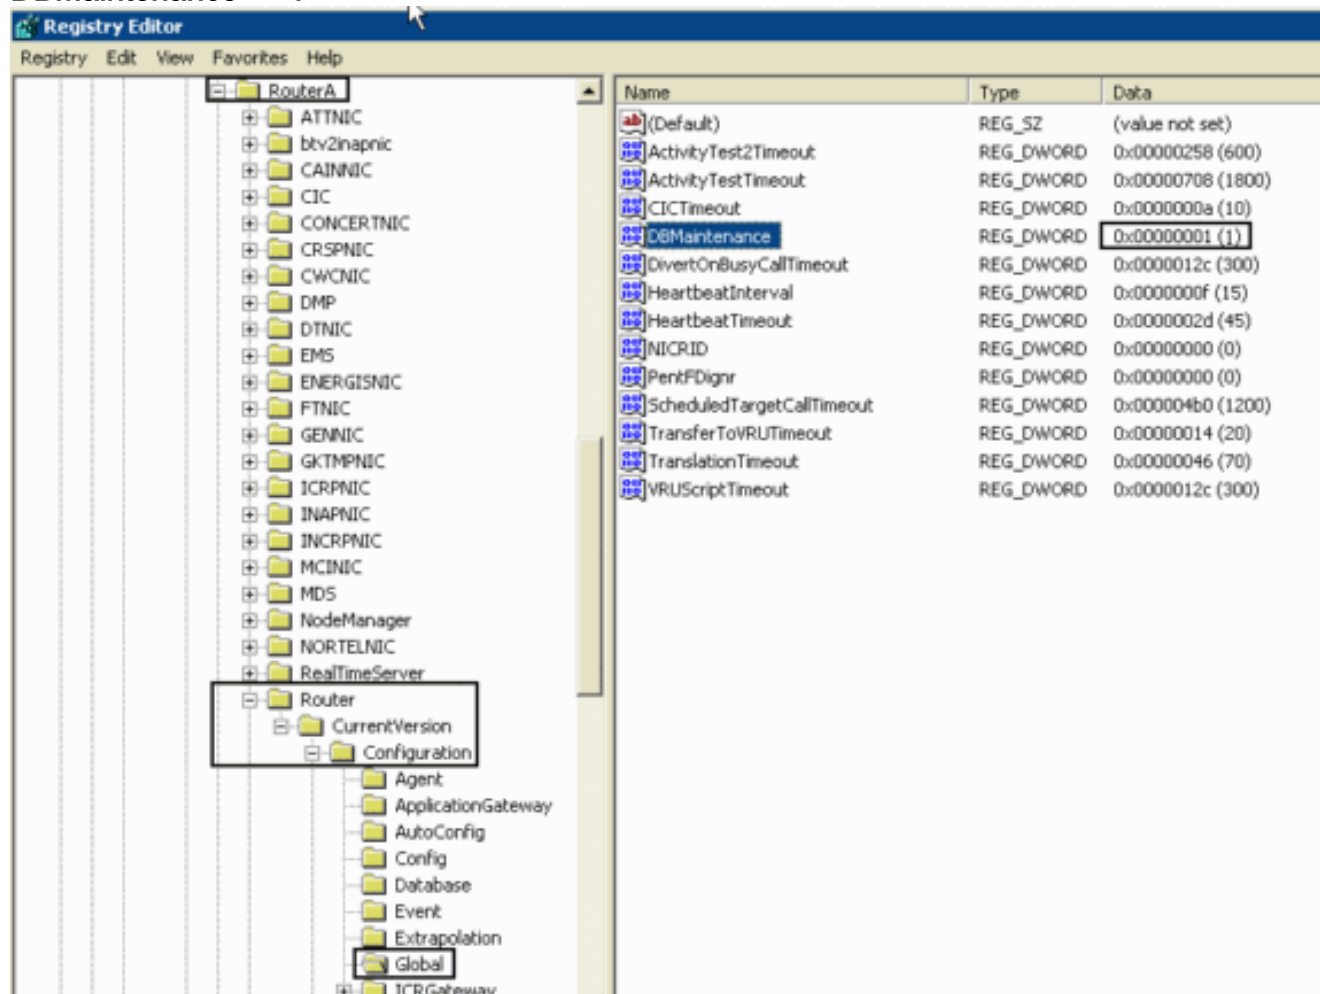 Registry Editor
Registry Edit View Favorites Help
RouterA
ATTNIC
btv2inapnic
CAINNIC
CIC
CONCERTNIC
CRSPNIC
CWCNIC
DMP
DTNIC
EMS
ENERGISNIC
FTNIC
GENNIC
GKTMPNIC
ICRPNIC
INAPNIC
INCRPNIC
MCINIC
MDS
NodeManager
NORTELNIC
RealTimeServer
Router
CurrentVersion
Configuration
Agent
ApplicationGateway
AutoConfig
Config
Database
Event
Extrapolation
Global
ICRGateway
Name Type Data
(Default) REG_SZ (value not set)
ActivityTest2Timeout REG_DWORD 0x00000258 (600)
ActivityTestTimeout REG_DWORD 0x00000708 (1800)
CICTimeout REG_DWORD 0x0000000a (10)
DBMaintenance REG_DWORD 0x00000001 (1)
DivertOnBusyCallTimeout REG_DWORD 0x0000012c (300)
HeartbeatInterval REG_DWORD 0x0000000f (15)
HeartbeatTimeout REG_DWORD 0x0000002d (45)
NICRID REG_DWORD 0x00000000 (0)
PentFDignr REG_DWORD 0x00000000 (0)
ScheduledTargetCallTimeout REG_DWORD 0x000004b0 (1200)
TransferToVRUTimeout REG_DWORD 0x00000014 (20)
TranslationTimeout REG_DWORD 0x00000046 (70)
VRUScriptTimeout REG_DWORD 0x0000012c (300)